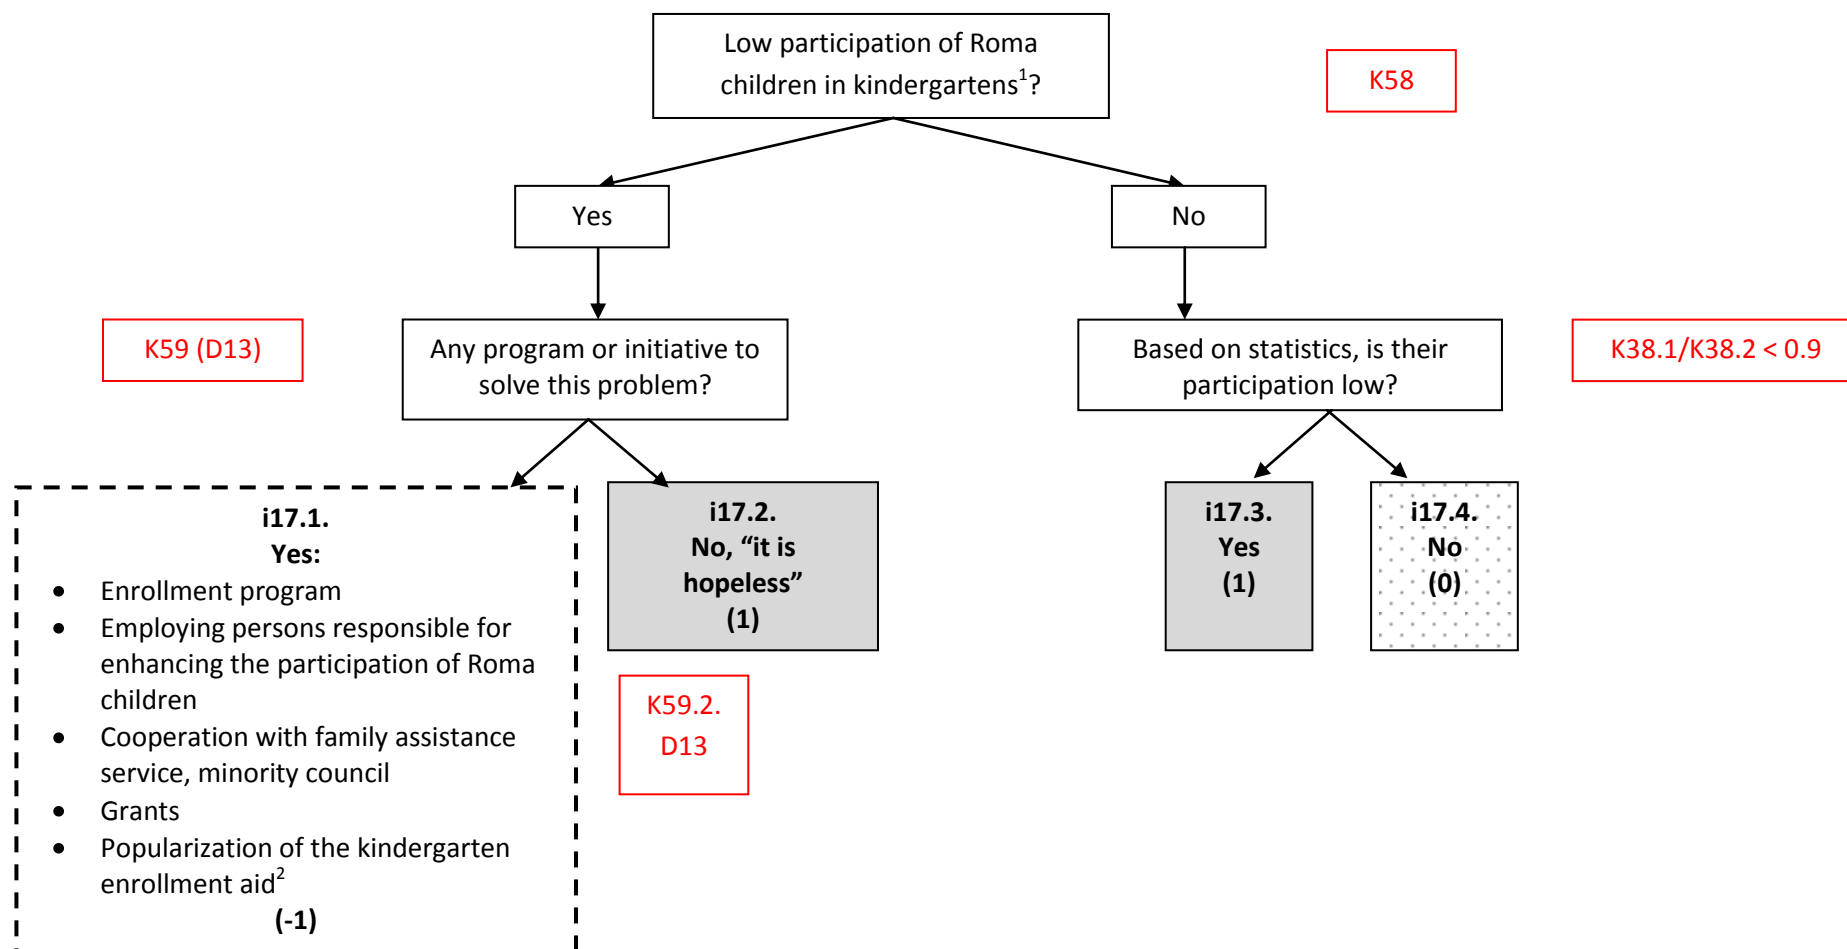 Low participation of Roma
children in kindergartens¹?
K58
Yes
No
K59 (D13)
Any program or initiative to
solve this problem?
Based on statistics, is their
participation low?
K38.1/K38.2 < 0.9
i17.1.
Yes:
• Enrollment program
• Employing persons responsible for
enhancing the participation of Roma
children
• Cooperation with family assistance
service, minority council
• Grants
• Popularization of the kindergarten
enrollment aid²
(-1)
i17.2.
No, “it is
hopeless”
(1)
K59.2.
D13
i17.3.
Yes
(1)
i17.4.
No
(0)